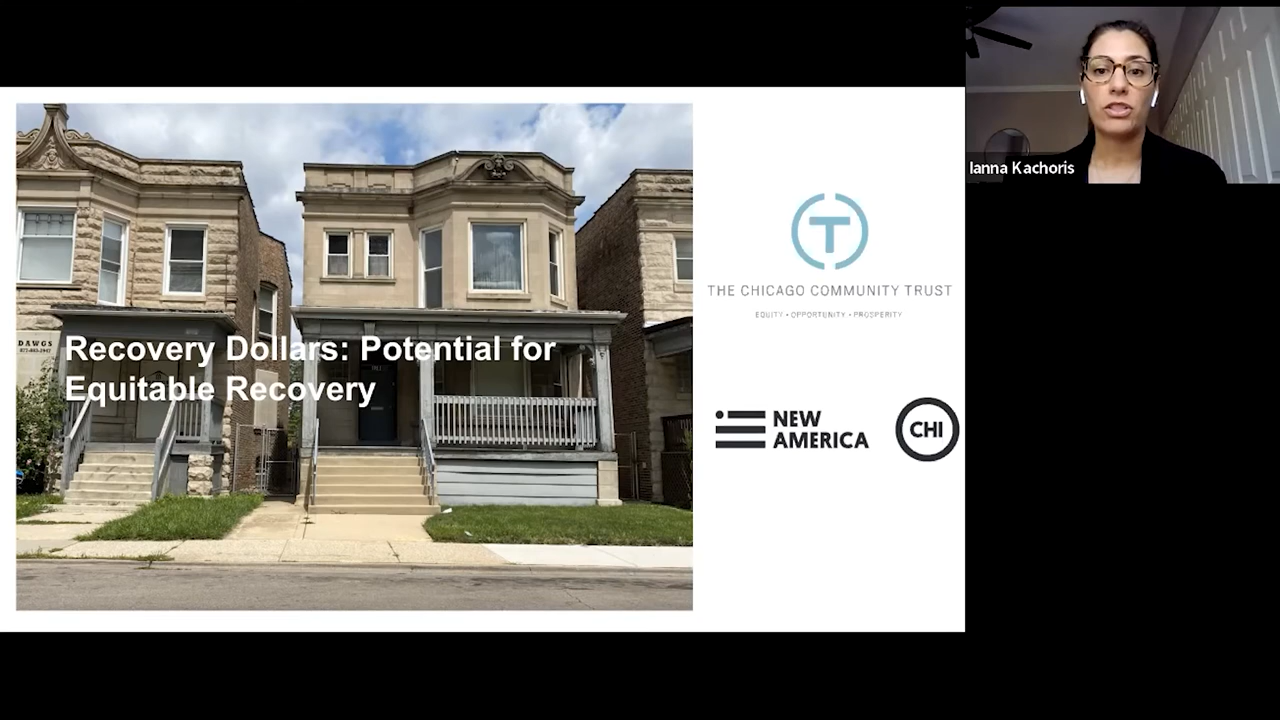 DAWGS
Recovery Dollars: Potential for
Equitable Recovery
T
THE CHICAGO COMMUNITY TRUST
EQUITY • OPPORTUNITY • PROSPERITY
NEW
AMERICA
CHI
Ianna Kachoris